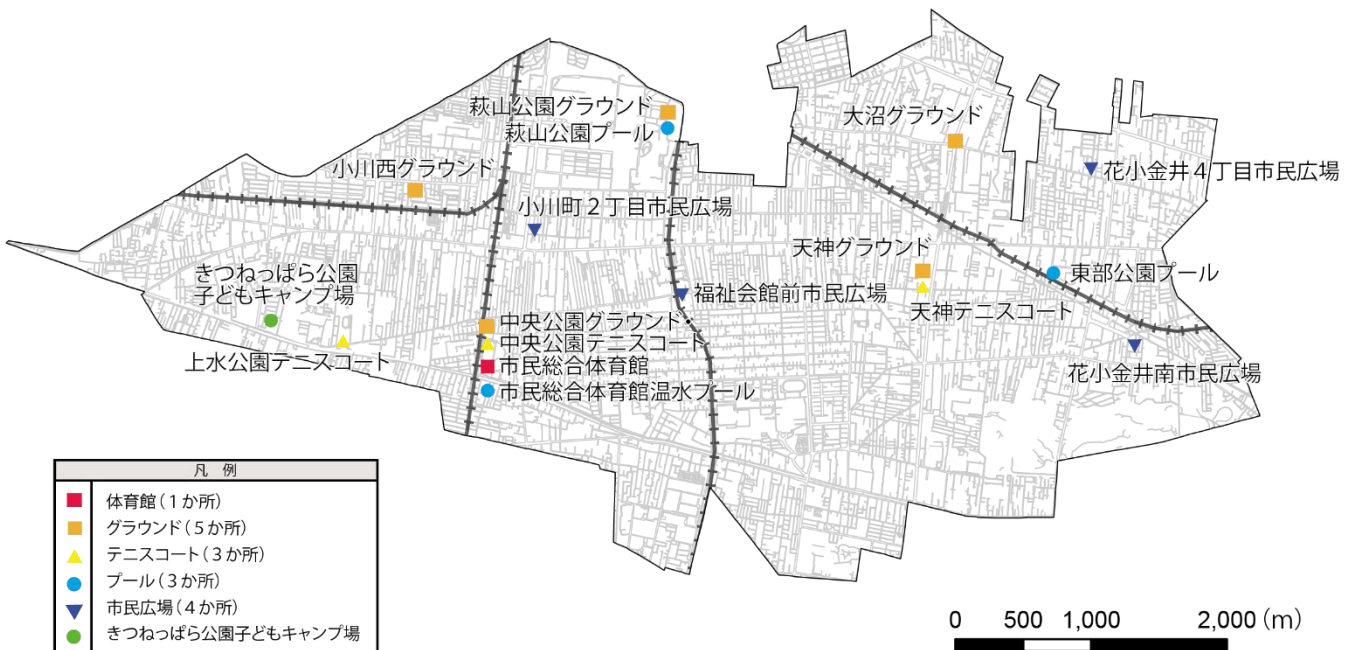 萩山公園グラウンド
萩山公園プール
大沼グラウンド
小川西グラウンド
花小金井４丁目市民広場
小川町２丁目市民広場
天神グラウンド
きつねっぱら公園
子どもキャンプ場
東部公園プール
福祉会館前市民広場
天神テニスコート
中央公園グラウンド
中央公園テニスコート
上水公園テニスコート
市民総合体育館
花小金井南市民広場
市民総合体育館温水プール
凡 例
体育館（１か所）
グラウンド（５か所）
テニスコート（３か所）
プール（３か所）
市民広場（４か所）
きつねっぱら公園子どもキャンプ場
0 500 1,000 2,000 (m)